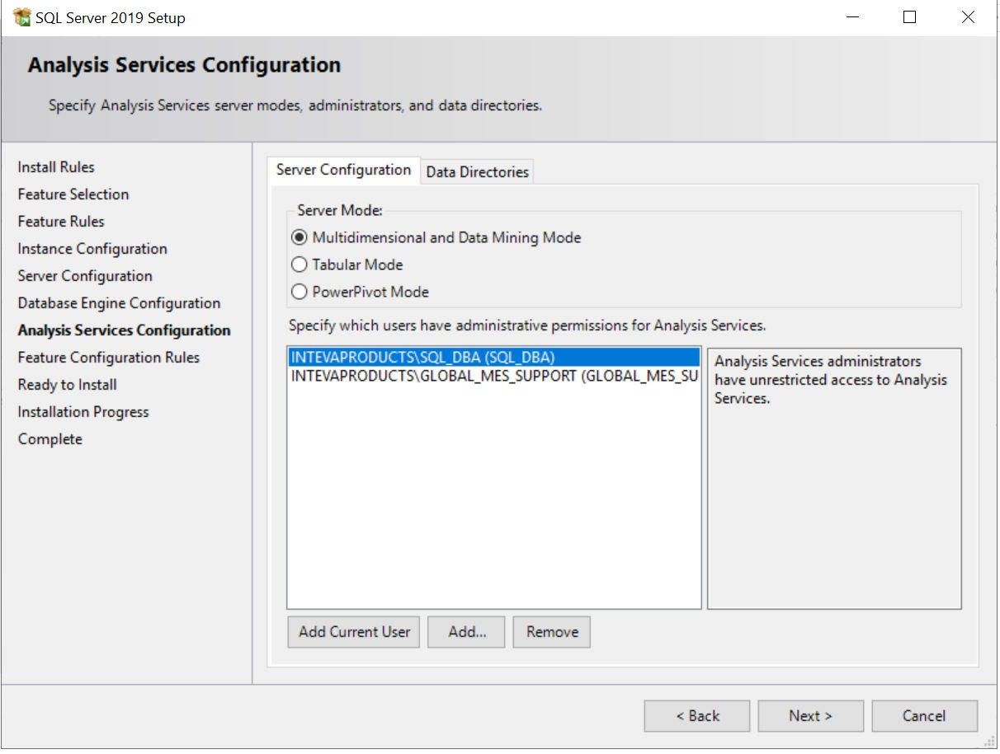 SQL Server 2019 Setup
Analysis Services Configuration
Specify Analysis Services server modes, administrators, and data directories.
Install Rules
Feature Selection
Feature Rules
Instance Configuration
Server Configuration
Database Engine Configuration
Analysis Services Configuration
Feature Configuration Rules
Ready to Install
Installation Progress
Complete
Server Configuration
Data Directories
Server Mode:
Multidimensional and Data Mining Mode
Tabular Mode
PowerPivot Mode
Specify which users have administrative permissions for Analysis Services.
INTEVAPRODUCTS\SQL_DBA (SQL_DBA)
INTEVAPRODUCTS\GLOBAL_MES_SUPPORT (GLOBAL_MES_SU
Analysis Services administrators
have unrestricted access to Analysis
Services.
Add Current User
Add...
Remove
< Back
Next >
Cancel